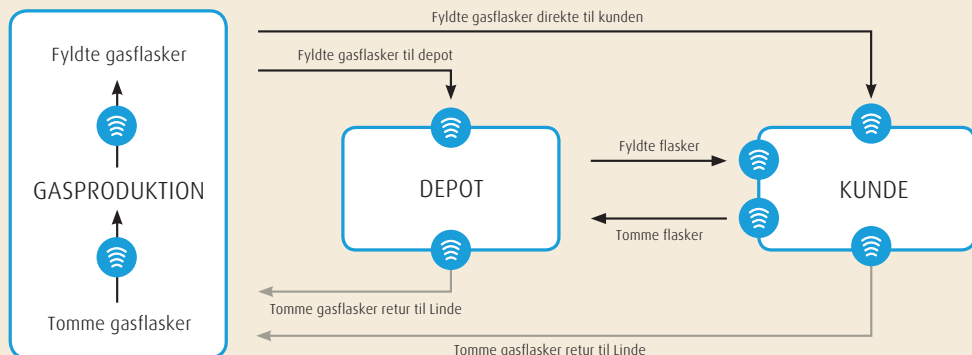 Fyldte gasflasker direkte til kunden
Fyldte gasflasker
Fyldte gasflasker til depot
Fyldte flasker
GASPRODUKTION
DEPOT
KUNDE
Tomme flasker
Tomme gasflasker retur til Linde
Tomme gasflasker
Tomme gasflasker retur til Linde